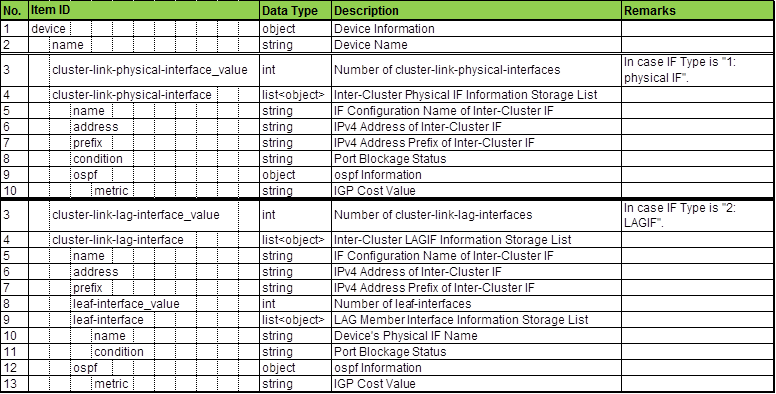 No. Item ID Data Type Description Remarks
1 device object Device Information
2 name string Device Name
3 cluster-link-physical-interface_value int Number of cluster-link-physical-interfaces In case IF Type is "1: physical IF".
4 cluster-link-physical-interface list<object> Inter-Cluster Physical IF Information Storage List
5 name string IF Configuration Name of Inter-Cluster IF
6 address string IPv4 Address of Inter-Cluster IF
7 prefix string IPv4 Address Prefix of Inter-Cluster IF
8 condition string Port Blockage Status
9 ospf object ospf Information
10 metric string IGP Cost Value
3 cluster-link-lag-interface_value int Number of cluster-link-lag-interfaces In case IF Type is "2: LAGIF".
4 cluster-link-lag-interface list<object> Inter-Cluster LAGIF Information Storage List
5 name string IF Configuration Name of Inter-Cluster IF
6 address string IPv4 Address of Inter-Cluster IF
7 prefix string IPv4 Address Prefix of Inter-Cluster IF
8 leaf-interface_value int Number of leaf-interfaces
9 leaf-interface list<object> LAG Member Interface Information Storage List
10 name string Device's Physical IF Name
11 condition string Port Blockage Status
12 ospf object ospf Information
13 metric string IGP Cost Value